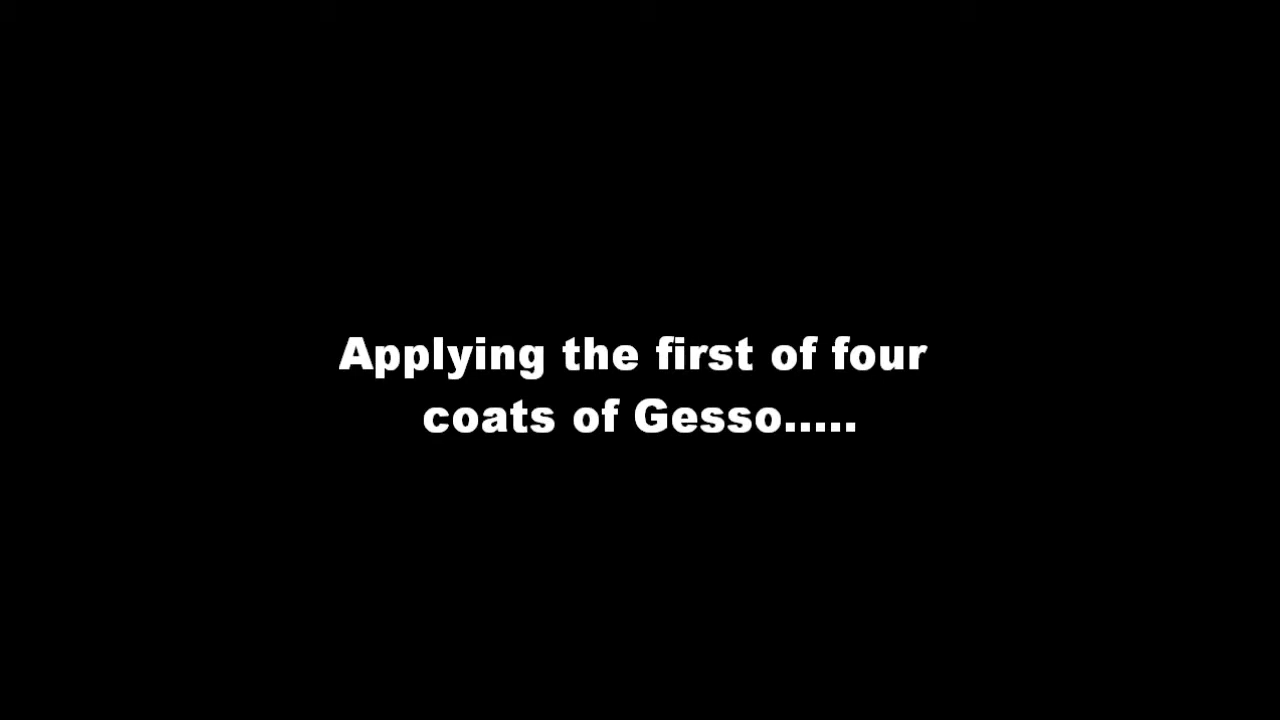 Applying the first of four
coats of Gesso.....